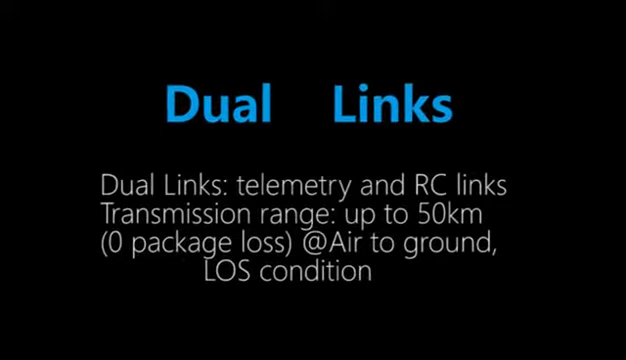 Dual Links
Dual Links: telemetry and RC links
Transmission range: up to 50km
(0 package loss) @Air to ground,
LOS condition